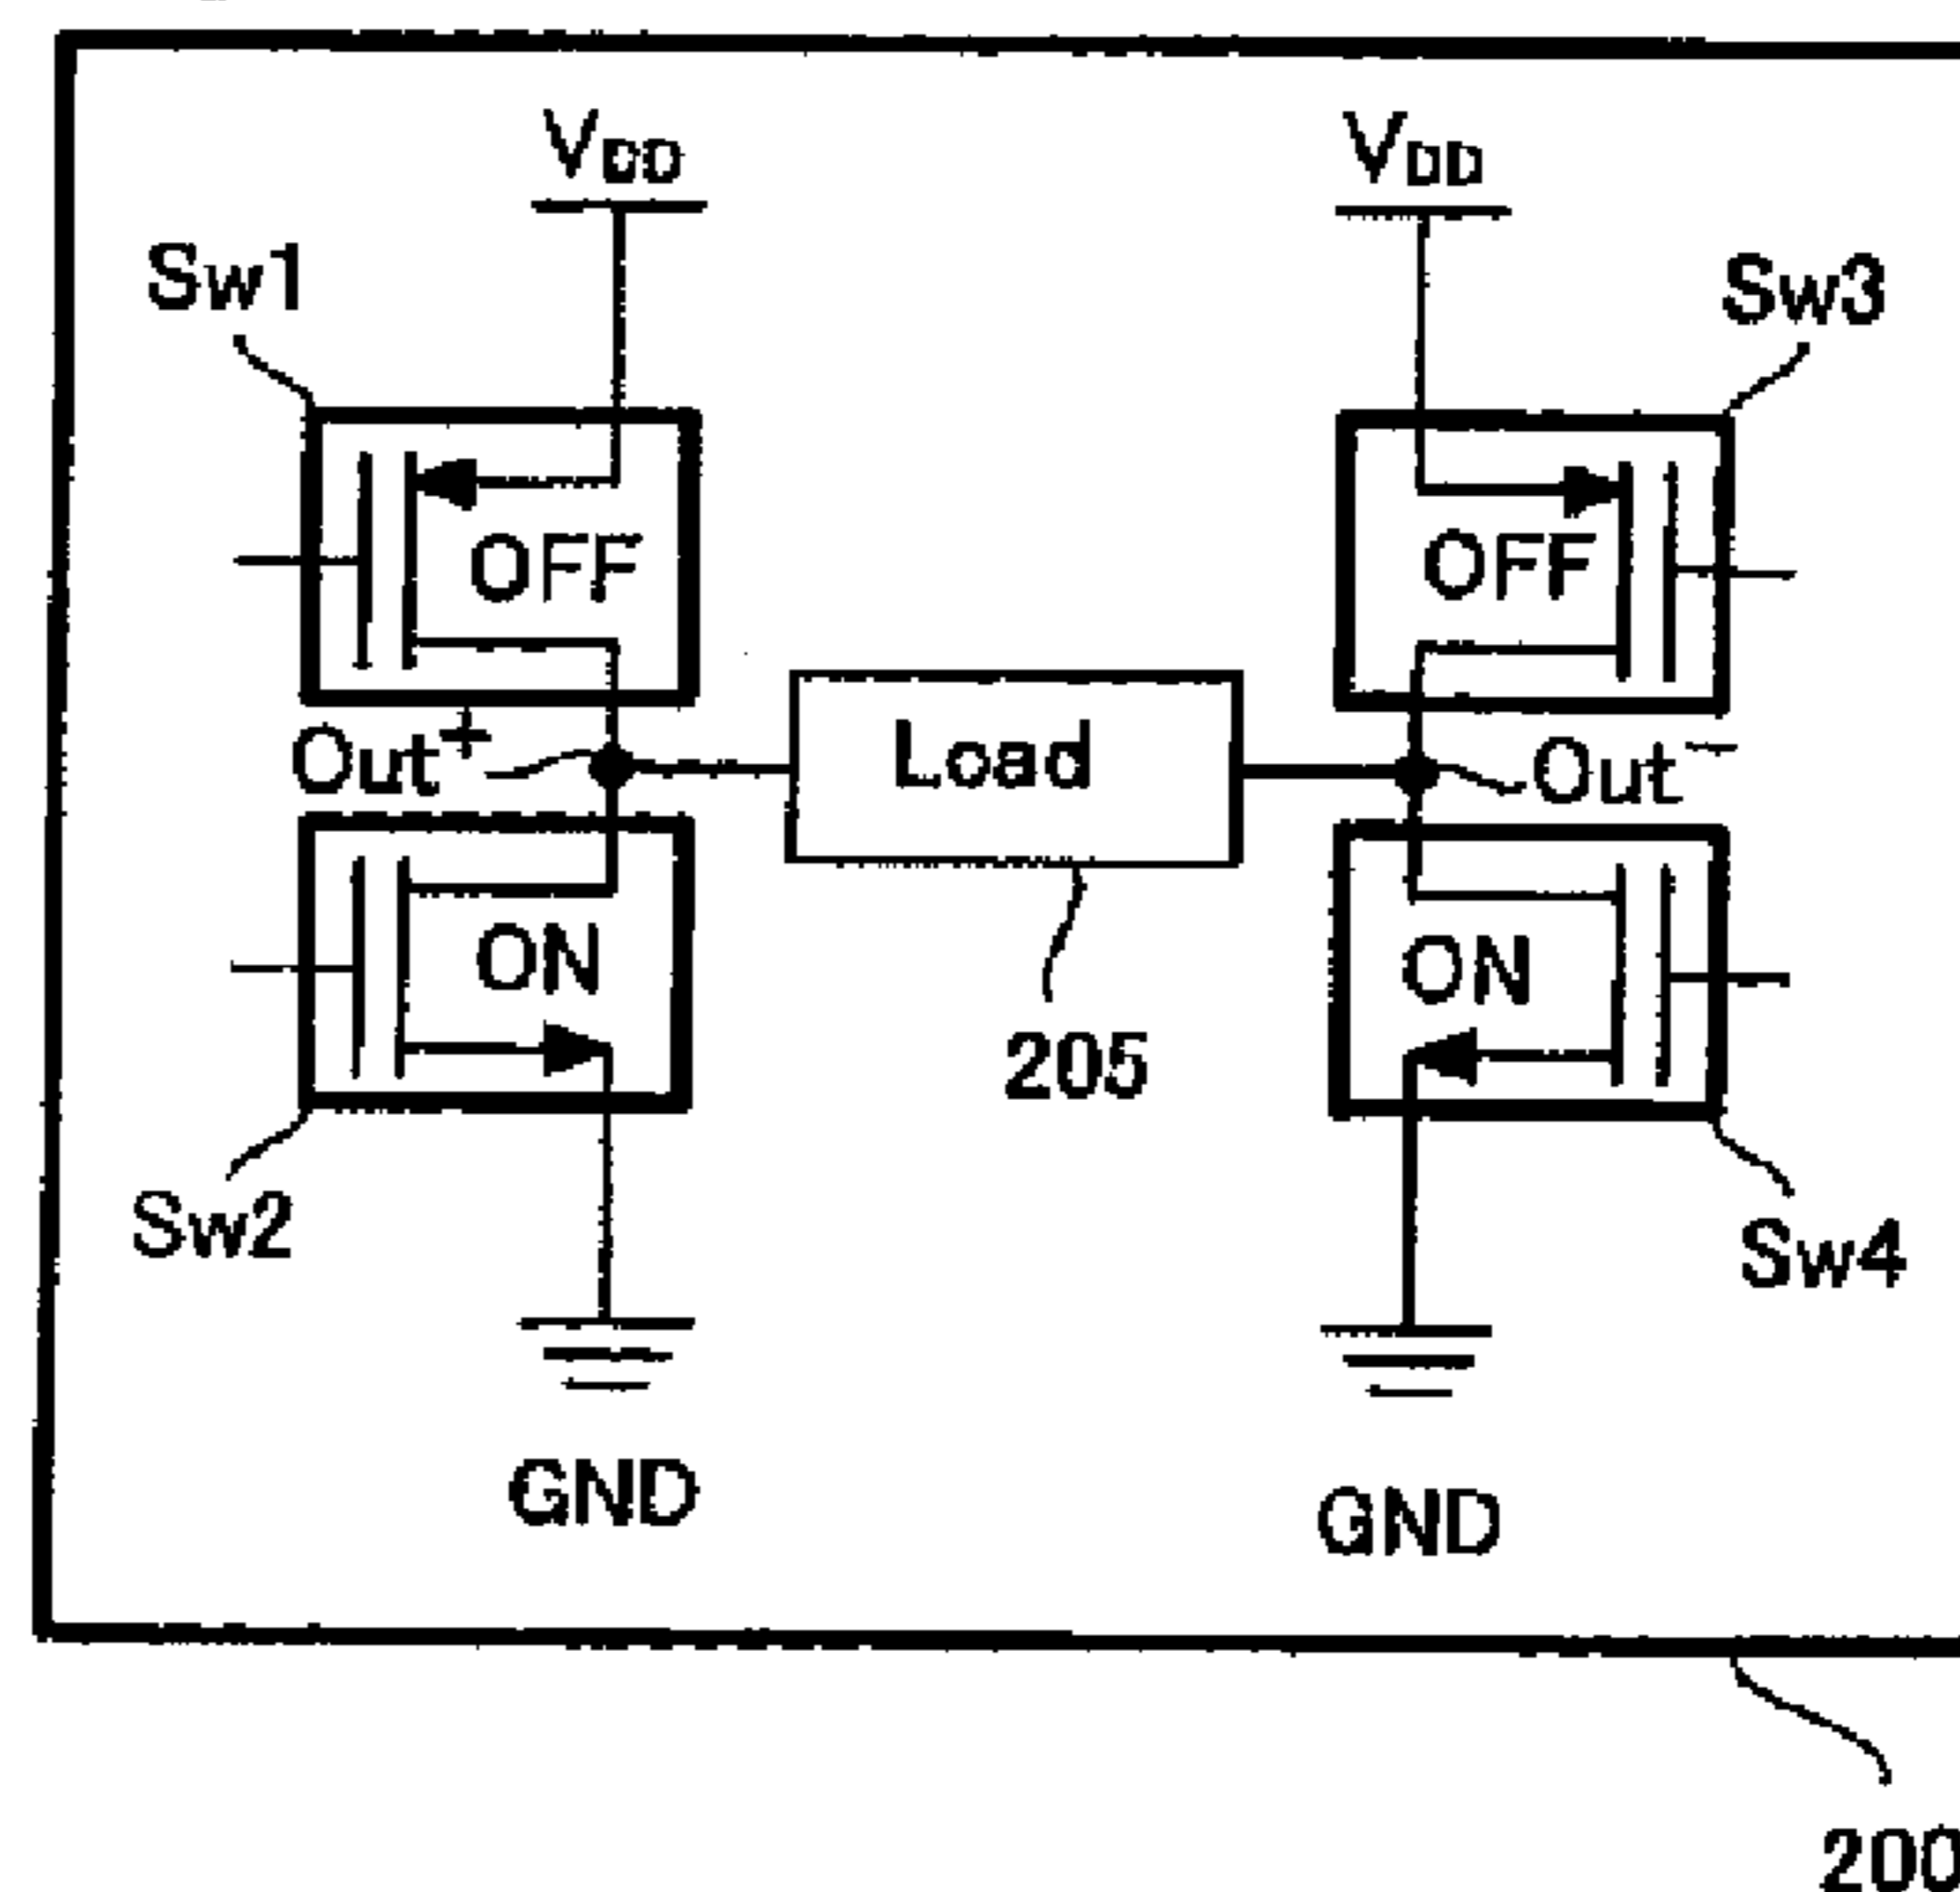 VDD
VDD
Sw1
Sw3
OFF
OFF
Out+
Load
Out-
ON
ON
205
Sw2
Sw4
GND
GND
200